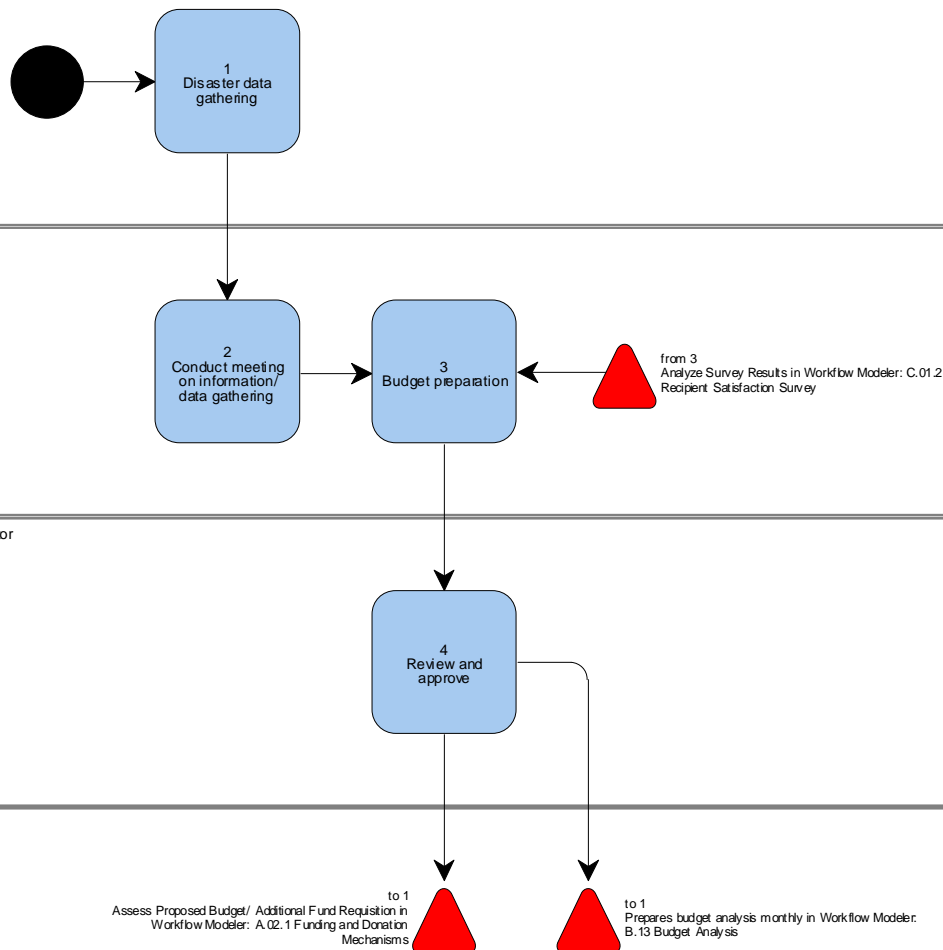 1
Disaster data
gathering
2
Conduct meeting
on information/
data gathering
3
Budget preparation
from 3
Analyze Survey Results in Workflow Modeler: C.01.2
Recipient Satisfaction Survey
or
4
Review and
approve
to 1
Assess Proposed Budget/ Additional Fund Requisition in
Workflow Modeler: A.02.1 Funding and Donation
Mechanisms
to 1
Prepares budget analysis monthly in Workflow Modeler:
B.13 Budget Analysis